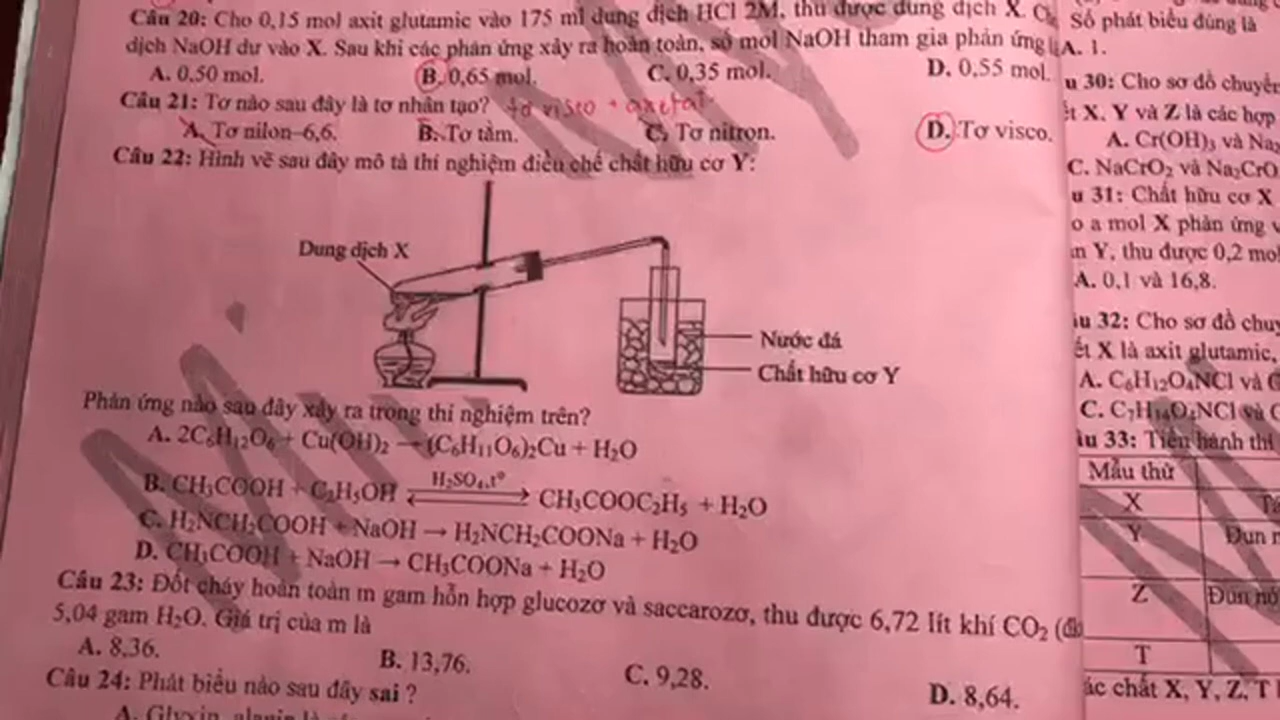 Câu 20: Cho 0,15 mol axit glutamic vào 175 ml dung dịch HCl 2M, thu được dung dịch X.
dịch NaOH dư vào X. Sau khi các phản ứng xảy ra hoàn toàn, số mol NaOH tham gia phản ứng
A. 0,50 mol. B. 0,65 mol. C. 0,35 mol. D. 0,55 mol.
Câu 21: Tơ nào sau đây là tơ nhân tạo? tơ visco + axetat
A. Tơ nilon–6,6. B. Tơ tằm. C. Tơ nitron. D. Tơ visco.
Câu 22: Hình vẽ sau đây mô tả thí nghiệm điều chế chất hữu cơ Y:
Dung dịch X
Nước đá
Chất hữu cơ Y
Phản ứng nào sau đây xảy ra trong thí nghiệm trên?
A. 2C₆H₁₂O₆ + Cu(OH)₂ → (C₆H₁₁O₆)₂Cu + H₂O
H₂SO₄,t°
B. CH₃COOH + C₂H₅OH ⇌ CH₃COOC₂H₅ + H₂O
C. H₂NCH₂COOH + NaOH → H₂NCH₂COONa + H₂O
D. CH₃COOH + NaOH → CH₃COONa + H₂O
Câu 23: Đốt cháy hoàn toàn m gam hỗn hợp glucozơ và saccarozơ, thu được 6,72 lít khí CO₂
5,04 gam H₂O. Giá trị của m là
A. 8,36. B. 13,76. C. 9,28. D. 8,64.
Câu 24: Phát biểu nào sau đây sai ?
A. Glyxin, alanin là
Số phát biểu đúng là
A. 1.
u 30: Cho sơ đồ chuyển
ết X, Y và Z là các hợp
A. Cr(OH)₃ và
C. NaCrO₂ và
u 31: Chất hữu cơ X
o a mol X phản ứng
Y, thu được 0,2 mol
A. 0,1 và 16,8.
u 32: Cho sơ đồ chuy
ết X là axit glutamic,
A. C₆H₁₂O₄NCl và
C. C₇H₁₄O₄NCl và
u 33: Tiến hành thí
Mẫu thử
X
Y Đun
Z Đun
T
ác chất X, Y, Z, T